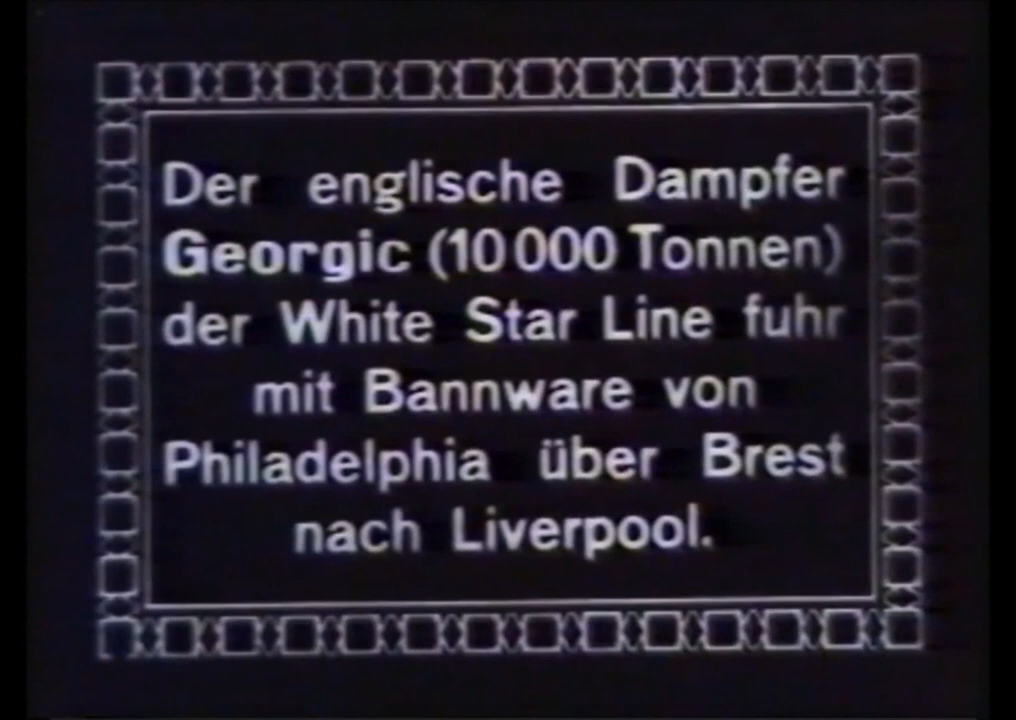 Der englische Dampfer
Georgic (10000 Tonnen)
der White Star Line fuhr
mit Bannware von
Philadelphia über Brest
nach Liverpool.